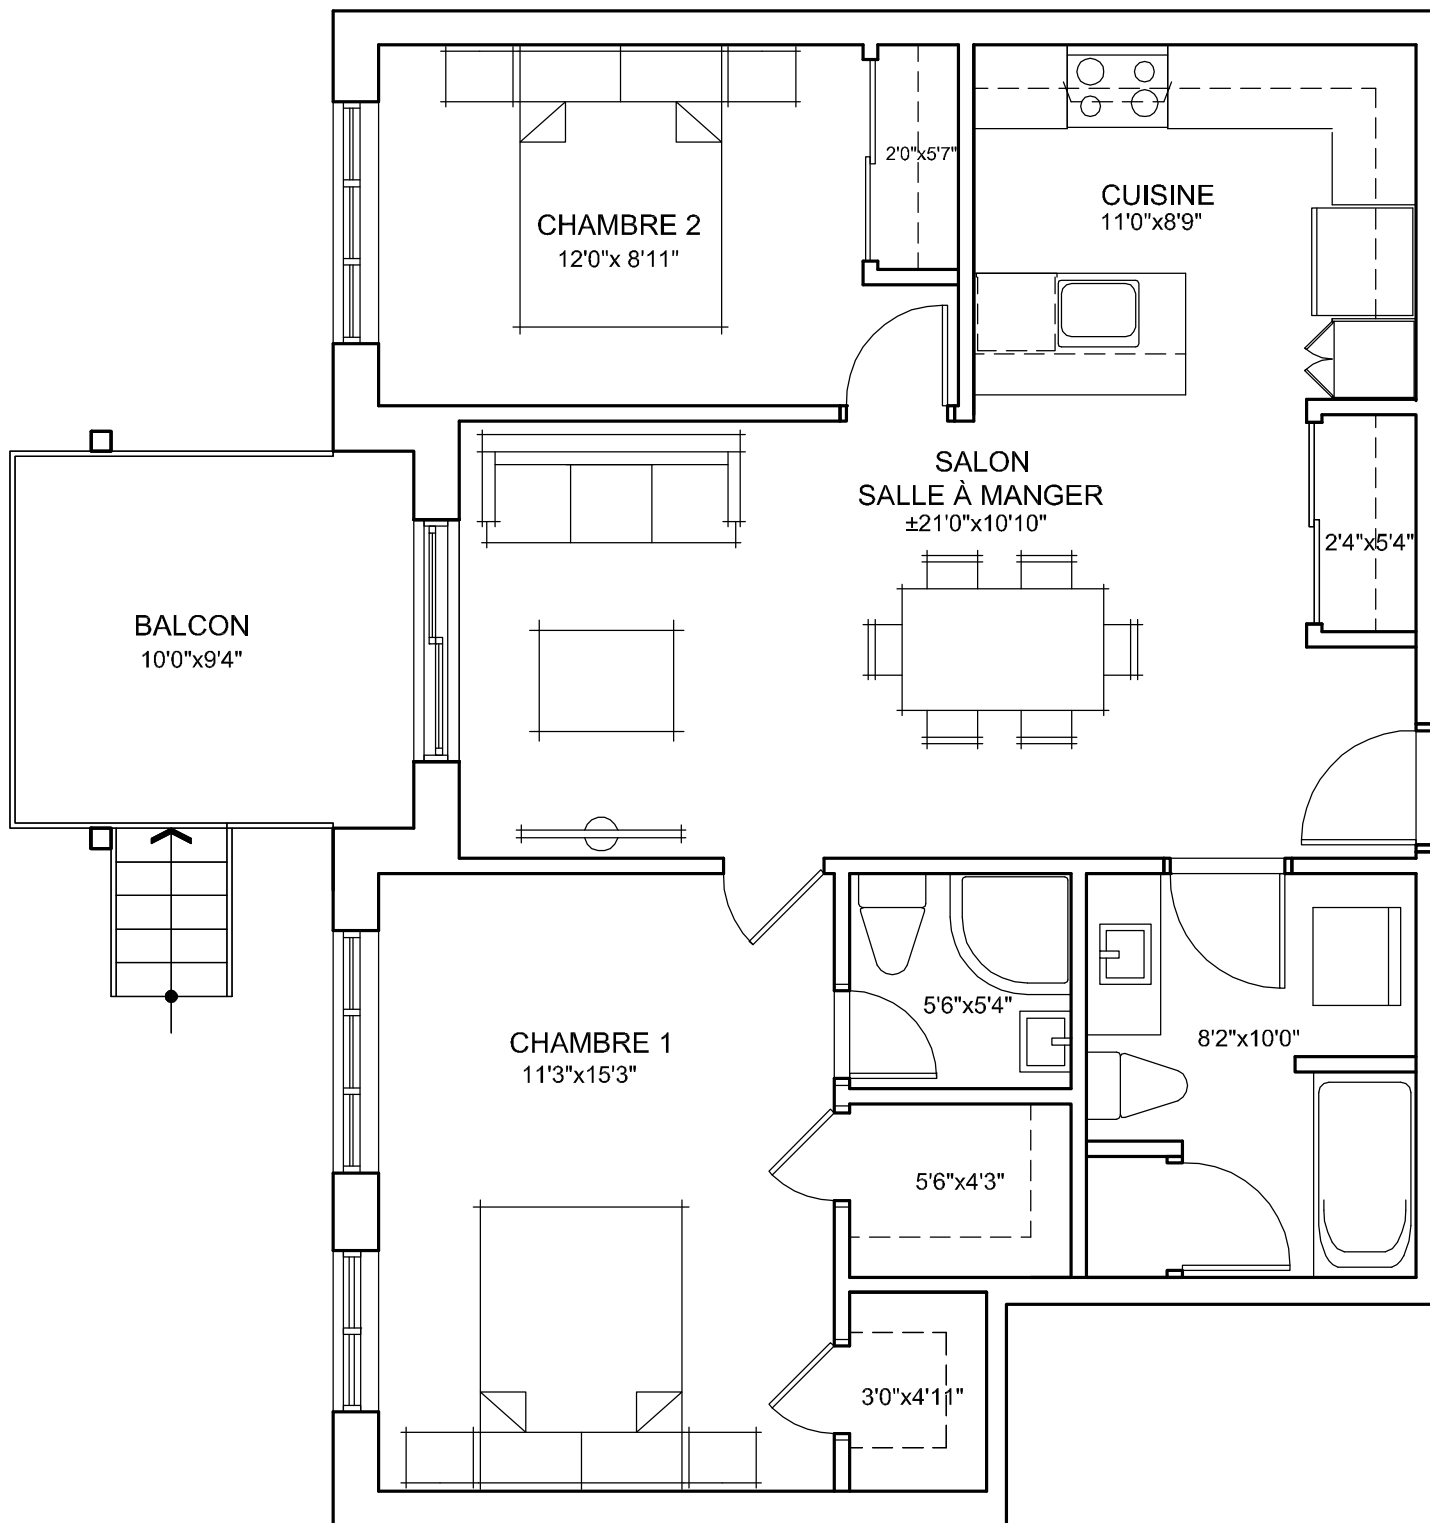 2'0"x5'7"
CUISINE
11'0"x8'9"
CHAMBRE 2
12'0"x 8'11"
SALON
SALLE À MANGER
±21'0"x10'10"
2'4"x5'4"
BALCON
10'0"x9'4"
5'6"x5'4"
CHAMBRE 1
11'3"x15'3"
8'2"x10'0"
5'6"x4'3"
3'0"x4'11"